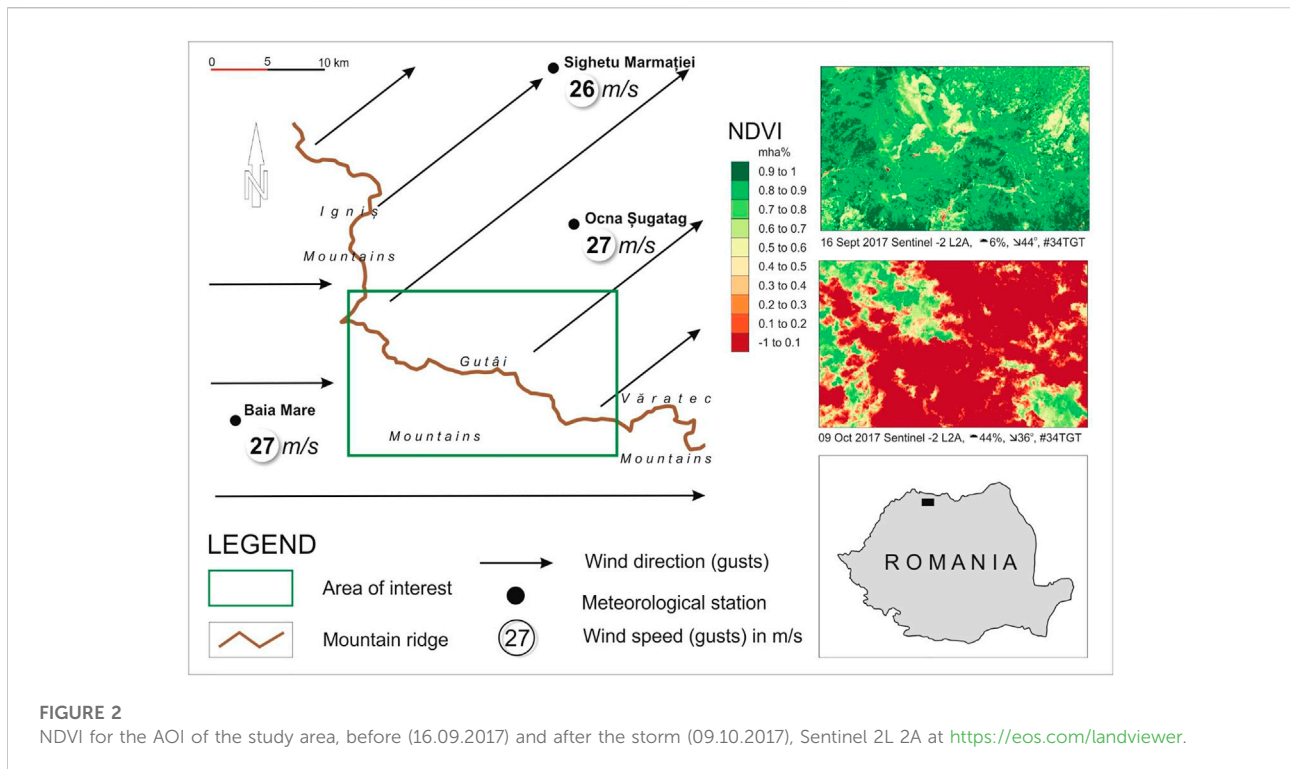 0 5 10 km
Sighetu Marmaţiei
26 m/s
N
Igniş
Mountains
Ocna Şugatag
27 m/s
Gutâi
Văratec
Baia Mare
27 m/s
Mountains
Mountains
NDVI
mha%
0.9 to 1
0.8 to 0.9
0.7 to 0.8
0.6 to 0.7
0.5 to 0.6
0.4 to 0.5
0.3 to 0.4
0.2 to 0.3
0.1 to 0.2
-1 to 0.1
16 Sept 2017 Sentinel -2 L2A, ☁6%, ↘44°, #34TGT
09 Oct 2017 Sentinel -2 L2A, ☁44%, ↘36°, #34TGT
ROMANIA
LEGEND
Area of interest
Mountain ridge
Wind direction (gusts)
Meteorological station
27 Wind speed (gusts) in m/s
FIGURE 2
NDVI for the AOI of the study area, before (16.09.2017) and after the storm (09.10.2017), Sentinel 2L 2A at https://eos.com/landviewer.